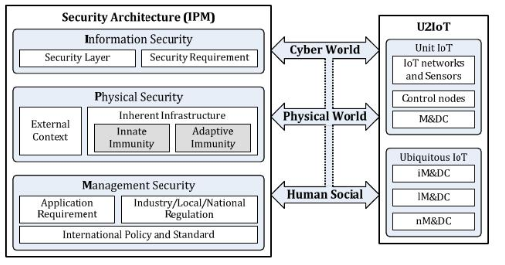 Security Architecture (IPM)
Information Security
Security Layer
Security Requirement
Physical Security
External
Context
Inherent Infrastructure
Innate
Immunity
Adaptive
Immunity
Management Security
Application
Requirement
Industry/Local/National
Regulation
International Policy and Standard
Cyber World
Physical World
Human Social
U2IoT
Unit IoT
IoT networks
and Sensors
Control nodes
M&DC
Ubiquitous IoT
iM&DC
lM&DC
nM&DC